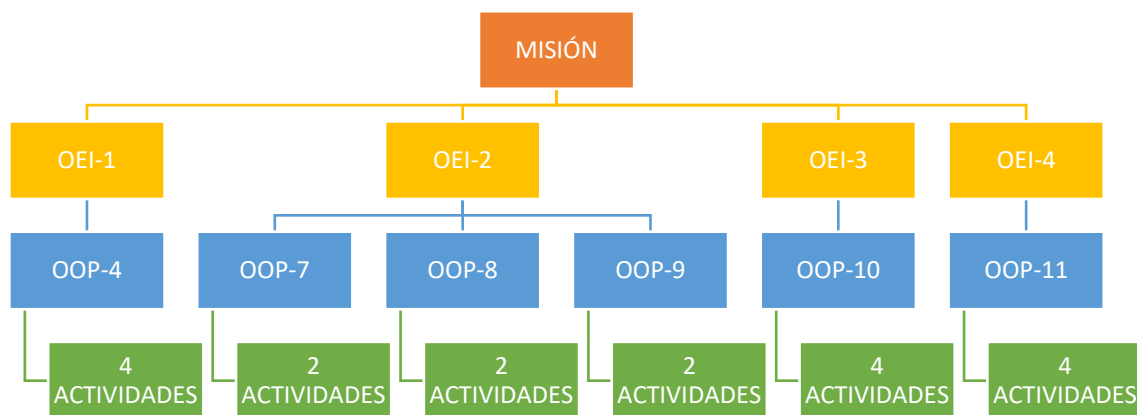 MISIÓN
OEI-1
OEI-2
OEI-3
OEI-4
OOP-4
OOP-7
OOP-8
OOP-9
OOP-10
OOP-11
4
ACTIVIDADES
2
ACTIVIDADES
2
ACTIVIDADES
2
ACTIVIDADES
4
ACTIVIDADES
4
ACTIVIDADES